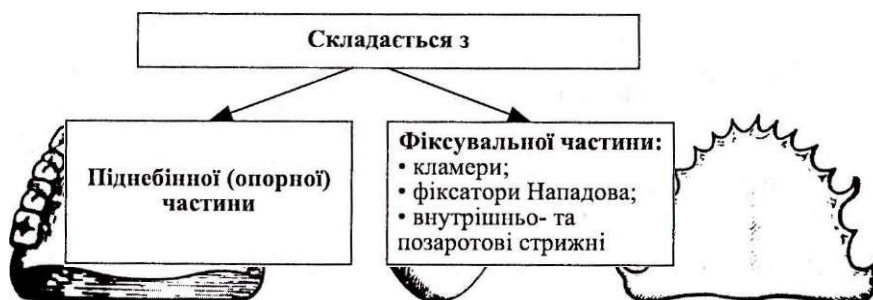 Складається з
Піднебінної (опорної)
частини
Фіксувальної частини:
• кламери;
• фіксатори Нападова;
• внутрішньо- та
позаротові стрижні